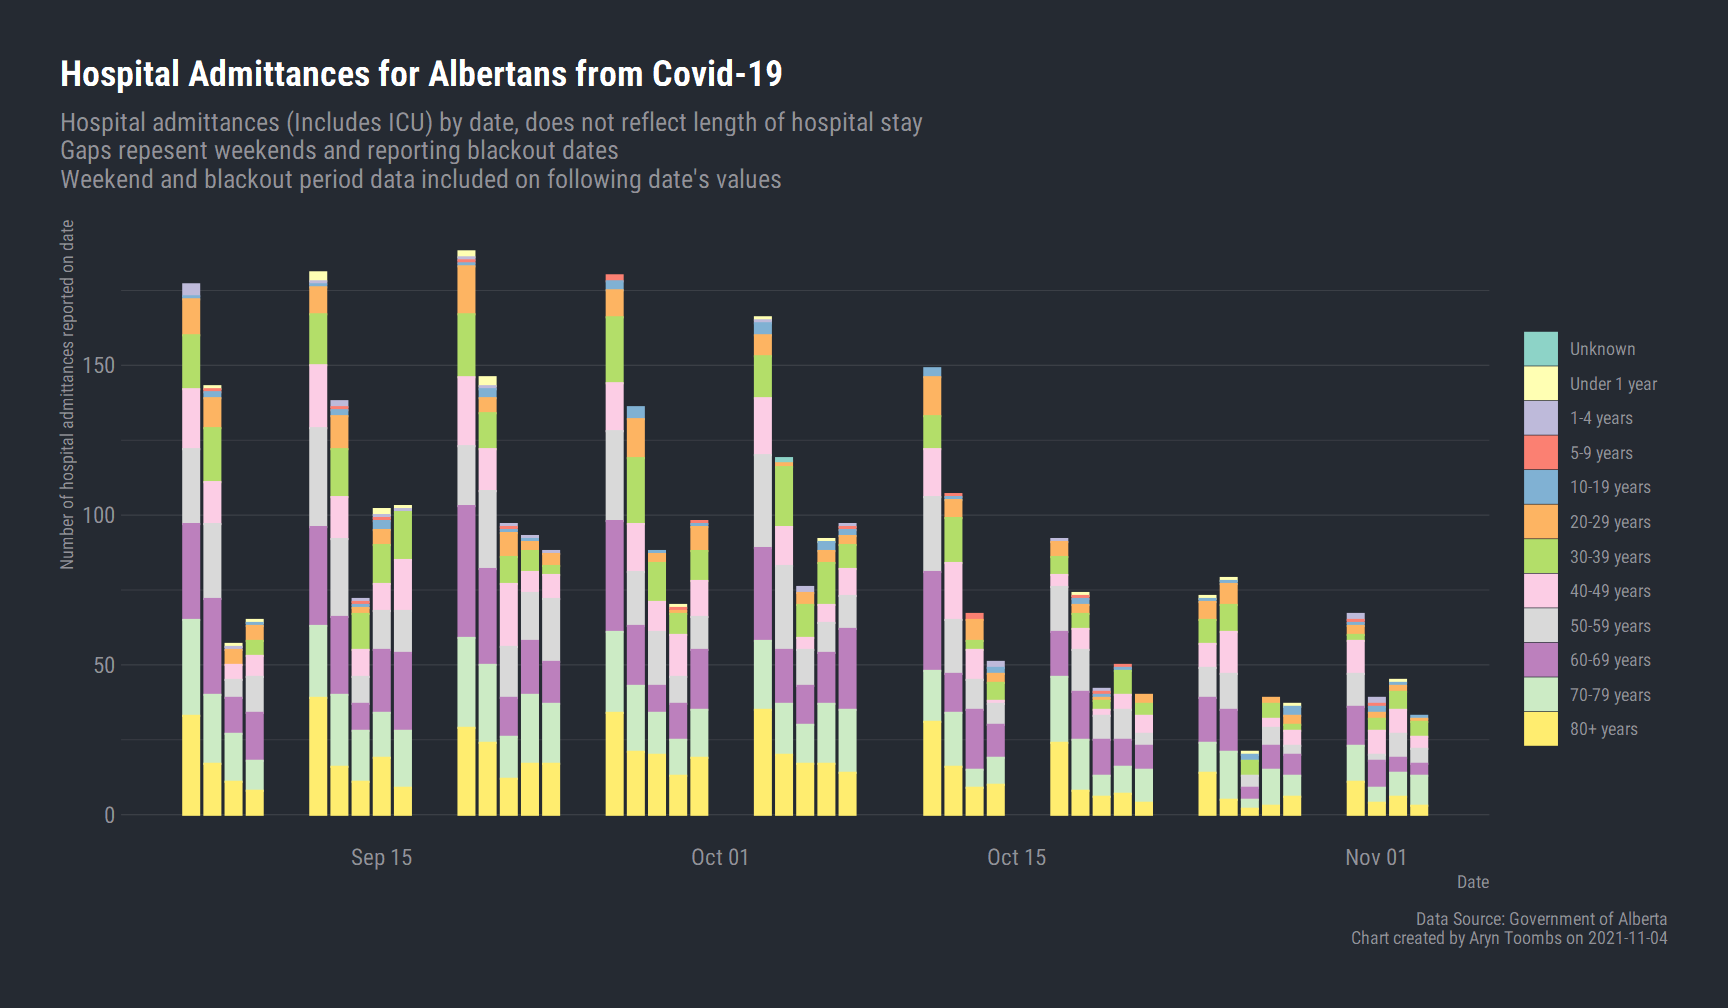 Hospital Admittances for Albertans from Covid-19
Hospital admittances (Includes ICU) by date, does not reflect length of hospital stay
Gaps repesent weekends and reporting blackout dates
Weekend and blackout period data included on following date's values
Number of hospital admittances reported on date
150
100
50
0
Sep 15
Oct 01
Oct 15
Nov 01
Date
Unknown
Under 1 year
1-4 years
5-9 years
10-19 years
20-29 years
30-39 years
40-49 years
50-59 years
60-69 years
70-79 years
80+ years
Data Source: Government of Alberta
Chart created by Aryn Toombs on 2021-11-04